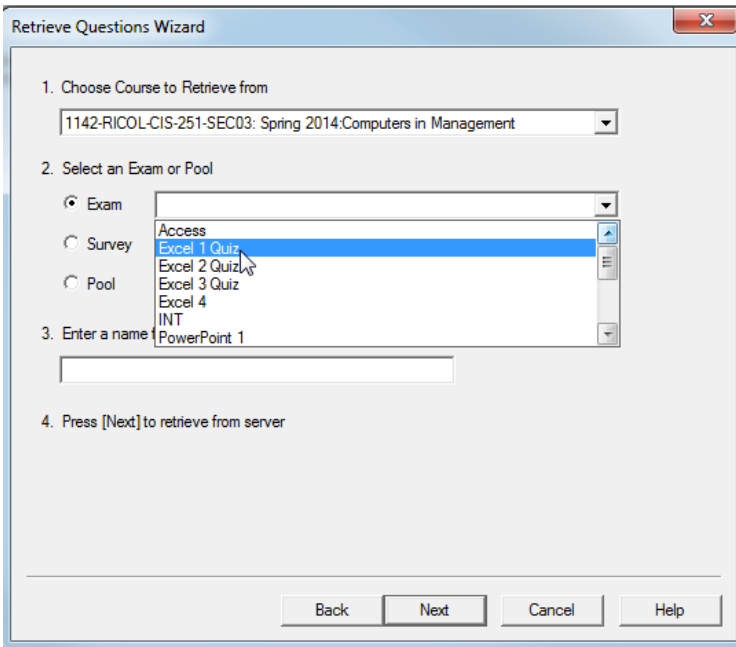 Retrieve Questions Wizard
1. Choose Course to Retrieve from
1142-RICOL-CIS-251-SEC03: Spring 2014:Computers in Management
2. Select an Exam or Pool
Exam
Access
Survey
Excel 1 Quiz
Excel 2 Quiz
Pool
Excel 3 Quiz
Excel 4
INT
3. Enter a name
PowerPoint 1
4. Press [Next] to retrieve from server
Back Next Cancel Help